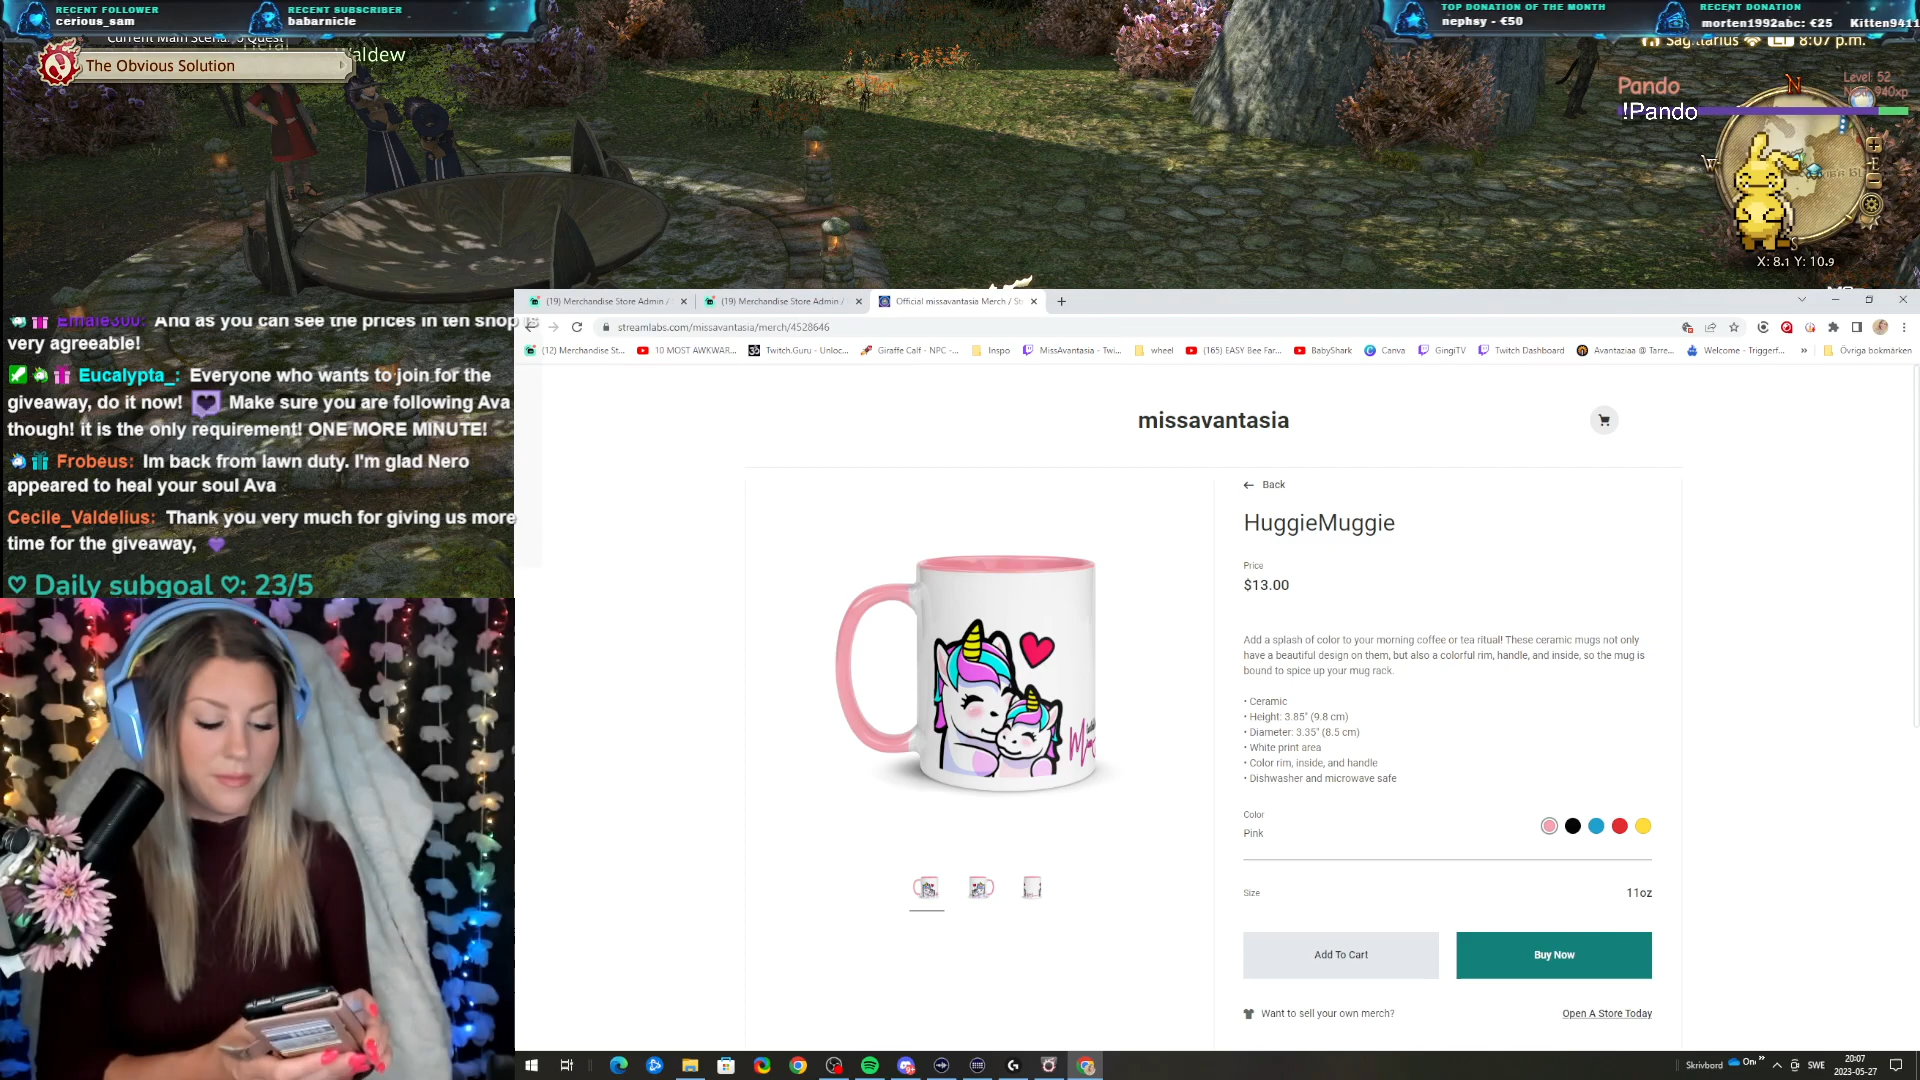 RECENT FOLLOWER
cerious_sam
RECENT SUBSCRIBER
babarnicle
TOP DONATION OF THE MONTH
nephsy - €50
RECENT DONATION
morten1992abc: €25 Kitten9411
Current Main Scenario Quest
The Obvious Solution
Waldew
Sagittarius 8:07 p.m.
Pando
Level: 52
940xp
!Pando
N
W
E
S
X: 8.1 Y: 10.9
Emale300: And as you can see the prices in ten shop is
very agreeable!
Eucalypta_: Everyone who wants to join for the
giveaway, do it now! Make sure you are following Ava
though! it is the only requirement! ONE MORE MINUTE!
Frobeus: Im back from lawn duty. I'm glad Nero
appeared to heal your soul Ava
Cecile_Valdelius: Thank you very much for giving us more
time for the giveaway,
♡ Daily subgoal ♡: 23/5
(19) Merchandise Store Admin /
(19) Merchandise Store Admin /
Official missavantasia Merch / St
streamlabs.com/missavantasia/merch/4528646
(12) Merchandise St...
10 MOST AWKWAR...
Twitch.Guru - Unloc...
Giraffe Calf - NPC -...
Inspo
MissAvantasia - Twi...
wheel
(165) EASY Bee Far...
BabyShark
Canva
GingiTV
Twitch Dashboard
Avantaziaa @ Tarre...
Welcome - Triggerf...
»
Övriga bokmärken
missavantasia
← Back
HuggieMuggie
Price
$13.00
Add a splash of color to your morning coffee or tea ritual! These ceramic mugs not only
have a beautiful design on them, but also a colorful rim, handle, and inside, so the mug is
bound to spice up your mug rack.
• Ceramic
• Height: 3.85" (9.8 cm)
• Diameter: 3.35" (8.5 cm)
• White print area
• Color rim, inside, and handle
• Dishwasher and microwave safe
Color
Pink
Size
11oz
Add To Cart
Buy Now
Want to sell your own merch?
Open A Store Today
Skrivbord
SWE
20:07
2023-05-27